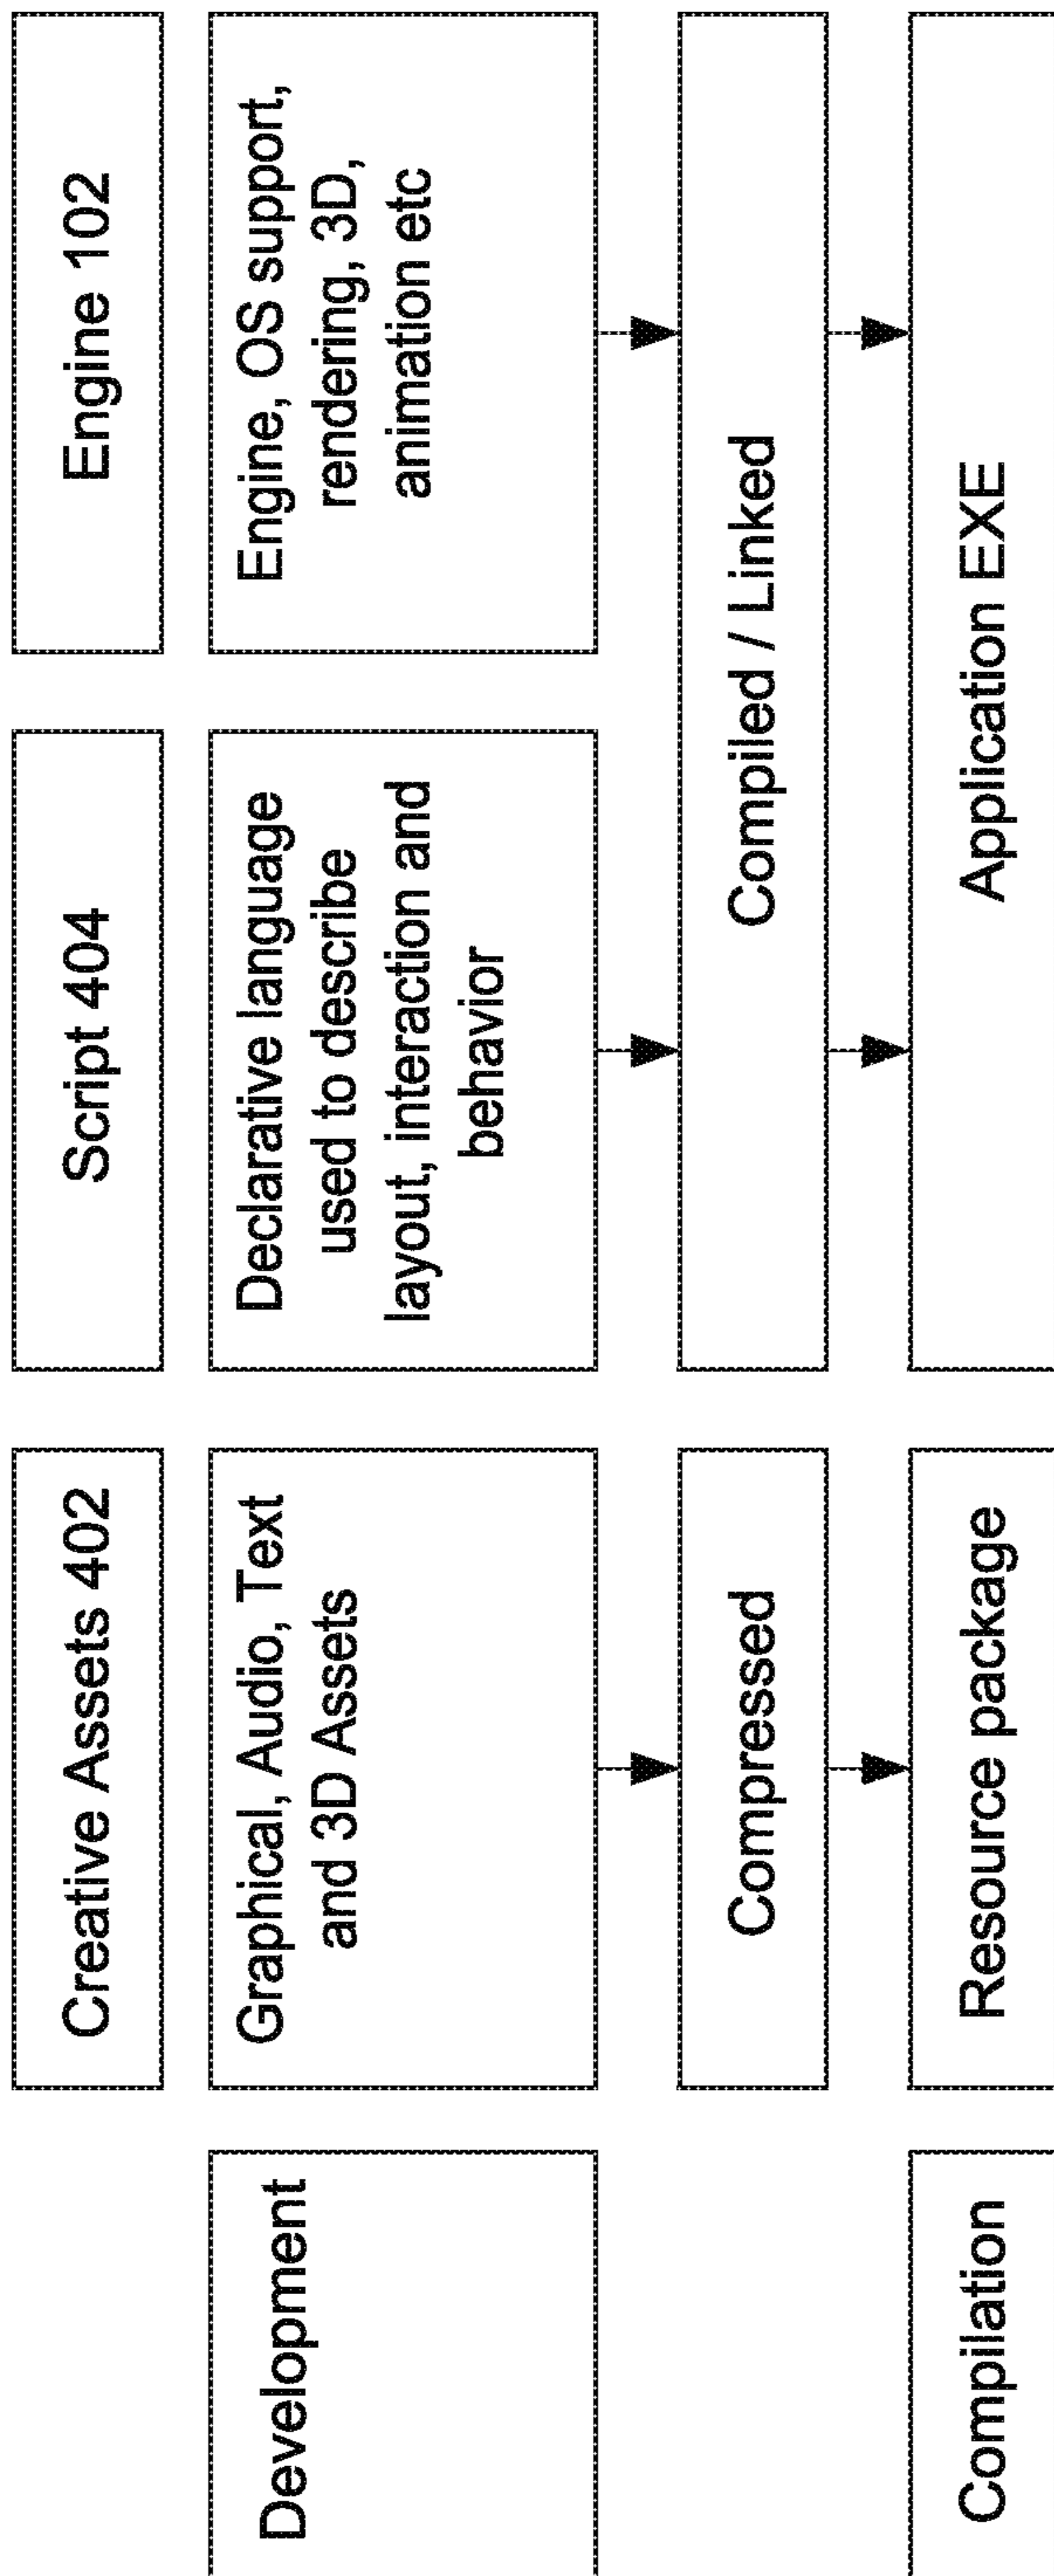 Creative Assets 402
Script 404
Engine 102
Development
Graphical, Audio, Text
and 3D Assets
Declarative language
used to describe
layout, interaction and
behavior
Engine, OS support,
rendering, 3D,
animation etc
Compressed
Compiled / Linked
Compilation
Resource package
Application EXE